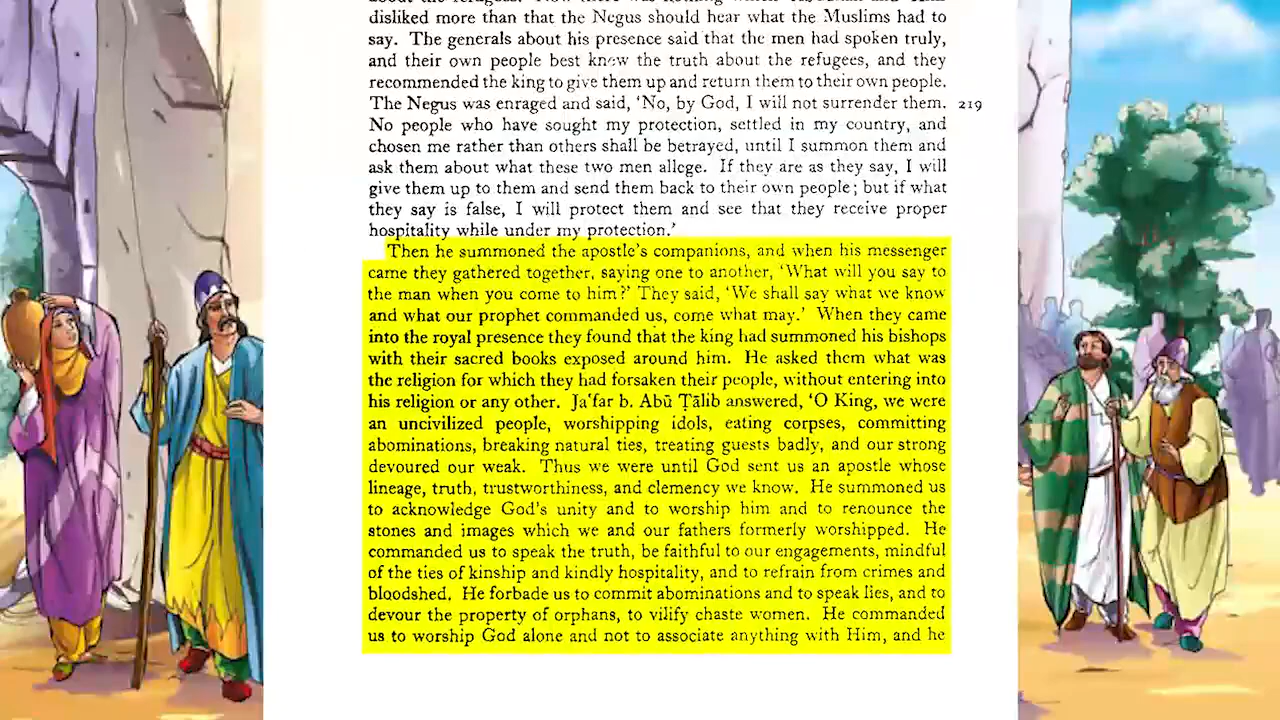 disliked more than that the Negus should hear what the Muslims had to
say. The generals about his presence said that the men had spoken truly,
and their own people best knew the truth about the refugees, and they
recommended the king to give them up and return them to their own people.
The Negus was enraged and said, ‘No, by God, I will not surrender them. 219
No people who have sought my protection, settled in my country, and
chosen me rather than others shall be betrayed, until I summon them and
ask them about what these two men allege. If they are as they say, I will
give them up to them and send them back to their own people; but if what
they say is false, I will protect them and see that they receive proper
hospitality while under my protection.’
Then he summoned the apostle’s companions, and when his messenger
came they gathered together, saying one to another, ‘What will you say to
the man when you come to him?’ They said, ‘We shall say what we know
and what our prophet commanded us, come what may.’ When they came
into the royal presence they found that the king had summoned his bishops
with their sacred books exposed around him. He asked them what was
the religion for which they had forsaken their people, without entering into
his religion or any other. Ja‘far b. Abū Ṭālib answered, ‘O King, we were
an uncivilized people, worshipping idols, eating corpses, committing
abominations, breaking natural ties, treating guests badly, and our strong
devoured our weak. Thus we were until God sent us an apostle whose
lineage, truth, trustworthiness, and clemency we know. He summoned us
to acknowledge God’s unity and to worship him and to renounce the
stones and images which we and our fathers formerly worshipped. He
commanded us to speak the truth, be faithful to our engagements, mindful
of the ties of kinship and kindly hospitality, and to refrain from crimes and
bloodshed. He forbade us to commit abominations and to speak lies, and to
devour the property of orphans, to vilify chaste women. He commanded
us to worship God alone and not to associate anything with Him, and he